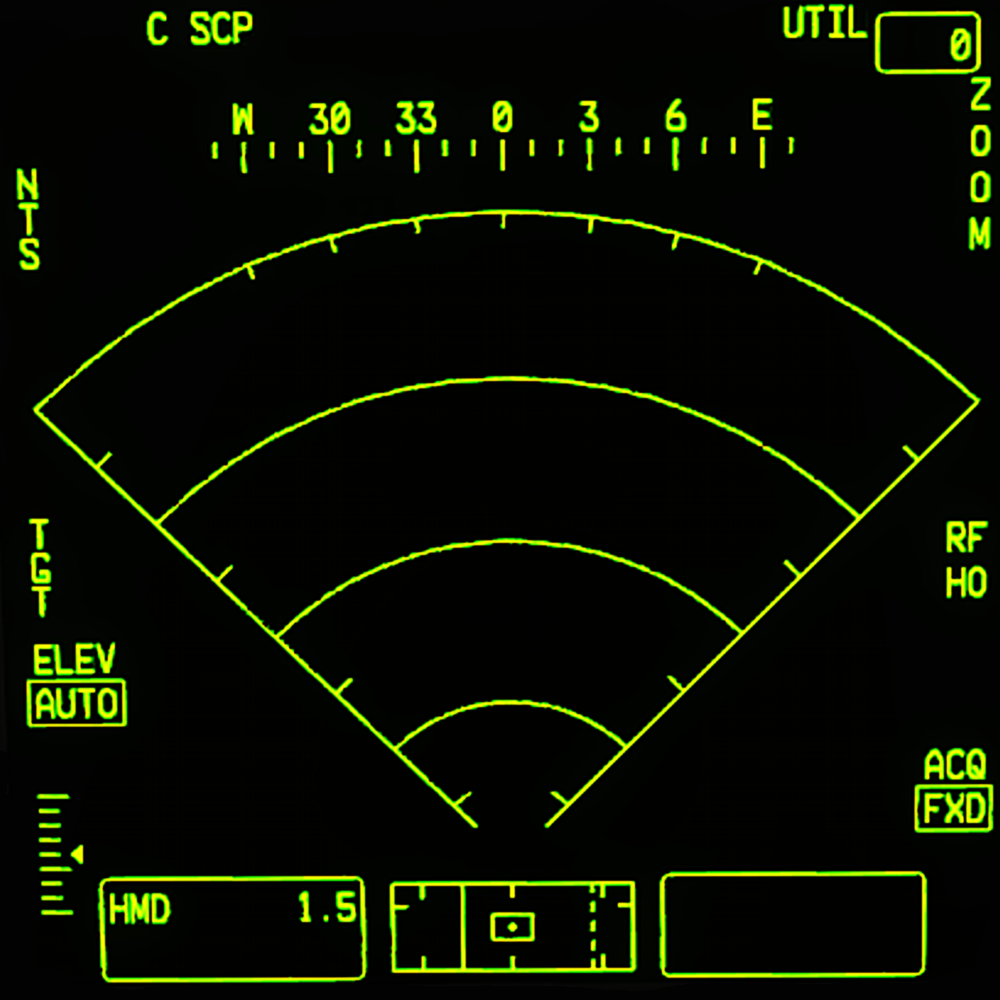 C SCP
UTIL
0
ZOOM
W 30 33 0 3 6 E
NTS
TGT
RF
HO
ELEV
AUTO
ACQ
FXD
HMD 1.5